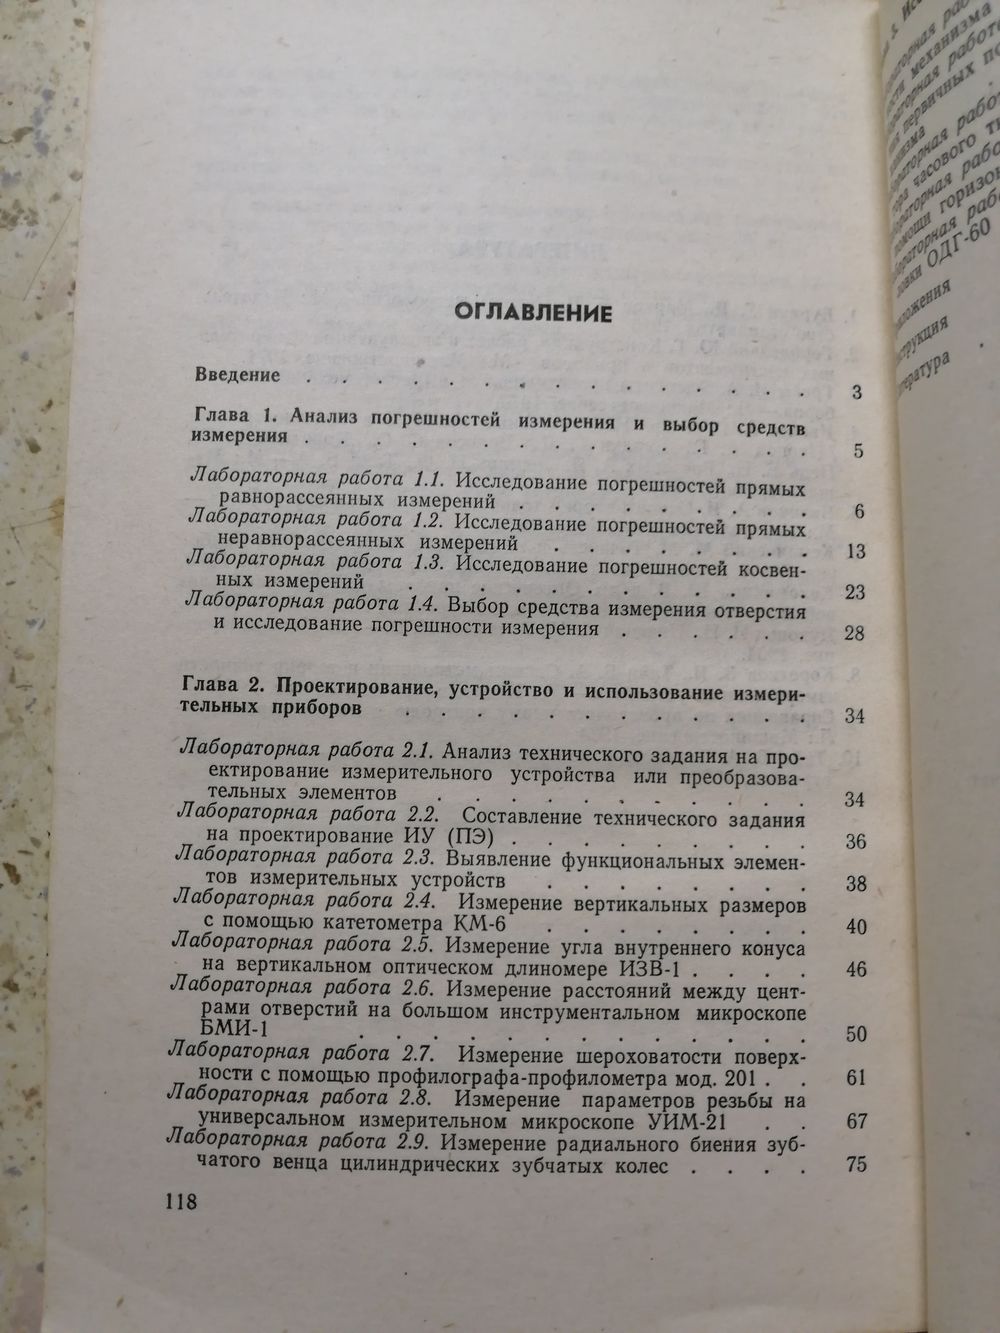 ОГЛАВЛЕНИЕ
Введение . . . . . . . . . . . . . . . 3
Глава 1. Анализ погрешностей измерения и выбор средств
измерения . . . . . . . . . . . . . . . 5
Лабораторная работа 1.1. Исследование погрешностей прямых
равнорассеянных измерений . . . . . . . . 6
Лабораторная работа 1.2. Исследование погрешностей прямых
неравнорассеянных измерений . . . . . . . 13
Лабораторная работа 1.3. Исследование погрешностей косвен-
ных измерений . . . . . . . . . . . . 23
Лабораторная работа 1.4. Выбор средства измерения отверстия
и исследование погрешности измерения . . . . . . 28
Глава 2. Проектирование, устройство и использование измери-
тельных приборов . . . . . . . . . . . . 34
Лабораторная работа 2.1. Анализ технического задания на про-
ектирование измерительного устройства или преобразова-
тельных элементов . . . . . . . . . . . 34
Лабораторная работа 2.2. Составление технического задания
на проектирование ИУ (ПЭ) . . . . . . . . . 36
Лабораторная работа 2.3. Выявление функциональных элемен-
тов измерительных устройств . . . . . . . . 38
Лабораторная работа 2.4. Измерение вертикальных размеров
с помощью катетометра КМ-6 . . . . . . . . 40
Лабораторная работа 2.5. Измерение угла внутреннего конуса
на вертикальном оптическом длиномере ИЗВ-1 . . . . 46
Лабораторная работа 2.6. Измерение расстояний между цент-
рами отверстий на большом инструментальном микроскопе
БМИ-1 . . . . . . . . . . . . . 50
Лабораторная работа 2.7. Измерение шероховатости поверх-
ности с помощью профилографа-профилометра мод. 201 . . 61
Лабораторная работа 2.8. Измерение параметров резьбы на
универсальном измерительном микроскопе УИМ-21 . . 67
Лабораторная работа 2.9. Измерение радиального биения зуб-
чатого венца цилиндрических зубчатых колес . . . . 75
118
механизма
работа
первичных
работ
часового
работа
помощи
работа
ОДГ-60